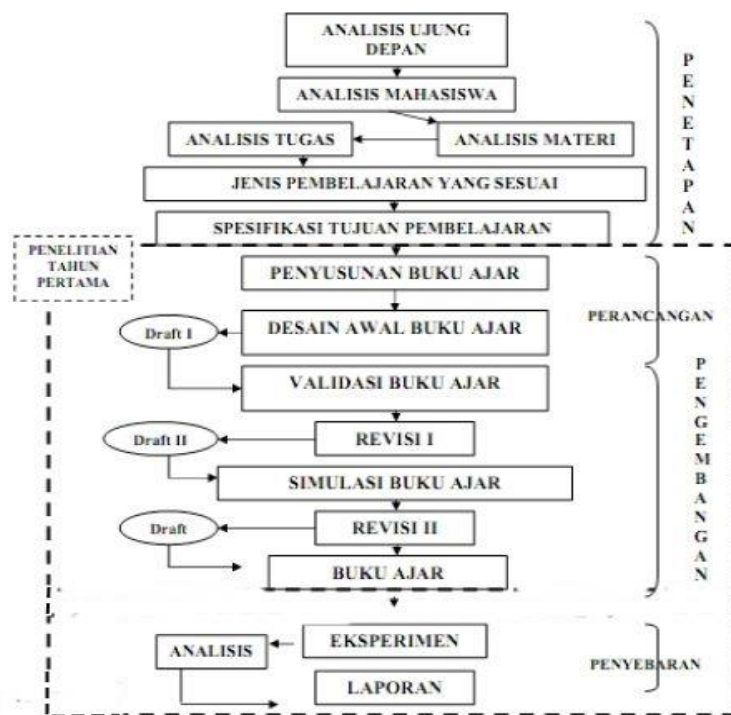 ANALISIS UJUNG
DEPAN
ANALISIS MAHASISWA
ANALISIS TUGAS
ANALISIS MATERI
JENIS PEMBELAJARAN YANG SESUAI
SPESIFIKASI TUJUAN PEMBELAJARAN
PENETAPAN
PENELITIAN
TAHUN
PERTAMA
PENYUSUNAN BUKU AJAR
DESAIN AWAL BUKU AJAR
Draft I
PERANCANGAN
VALIDASI BUKU AJAR
REVISI I
Draft II
SIMULASI BUKU AJAR
REVISI II
Draft
BUKU AJAR
PENGEMBANGAN
EKSPERIMEN
ANALISIS
LAPORAN
PENYEBARAN